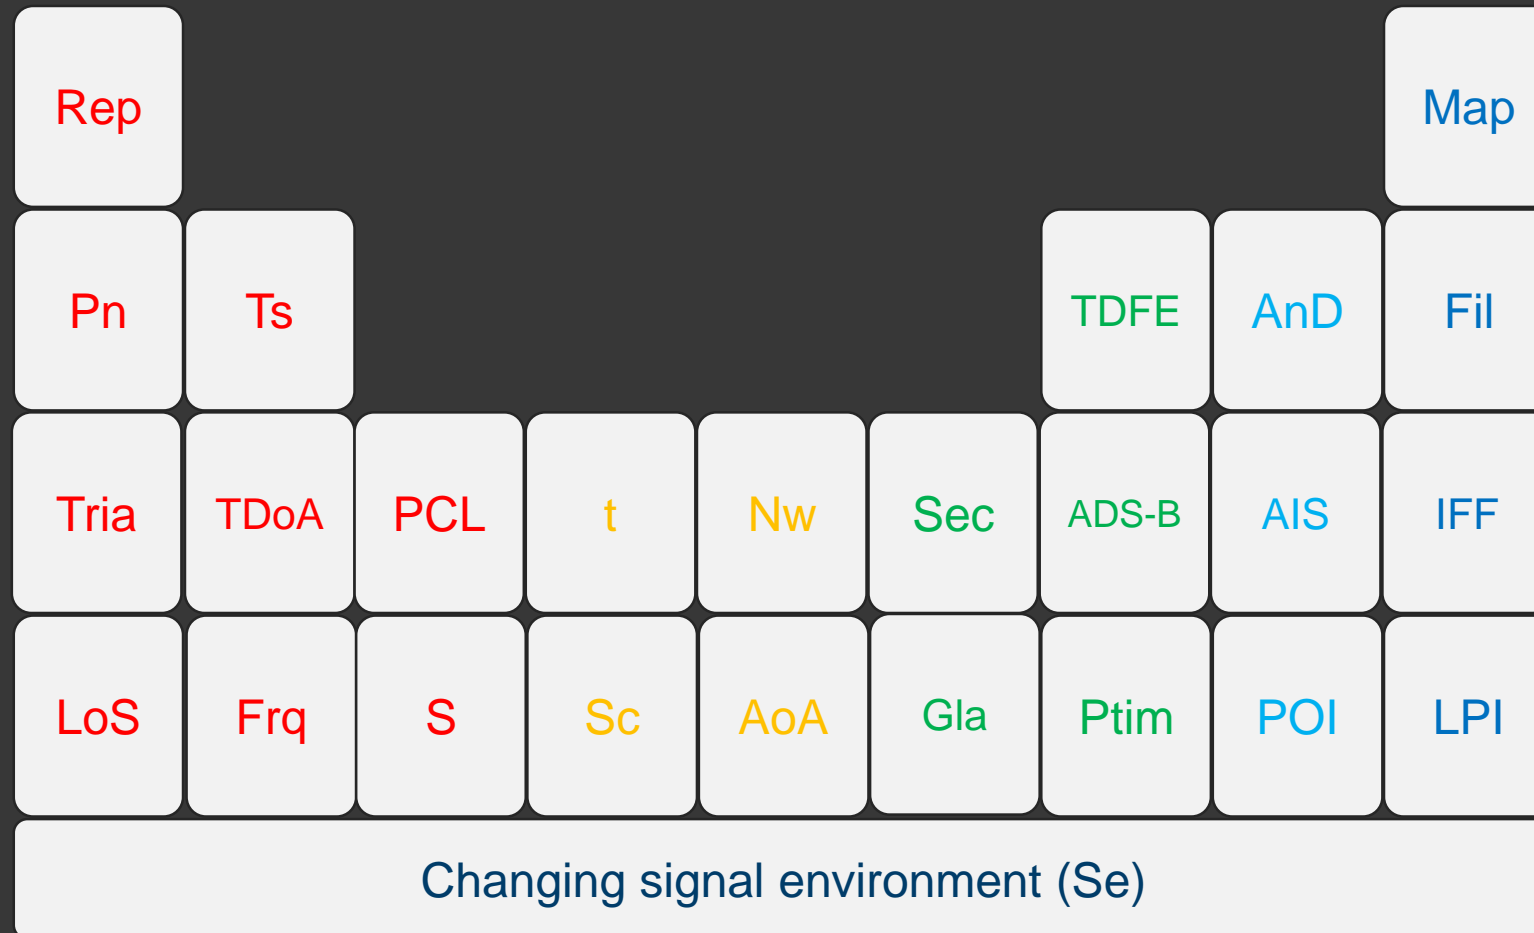 Rep Map
Pn Ts TDFE AnD Fil
Tria TDoA PCL t Nw Sec ADS-B AIS IFF
LoS Frq S Sc AoA Gla Ptim POI LPI
Changing signal environment (Se)